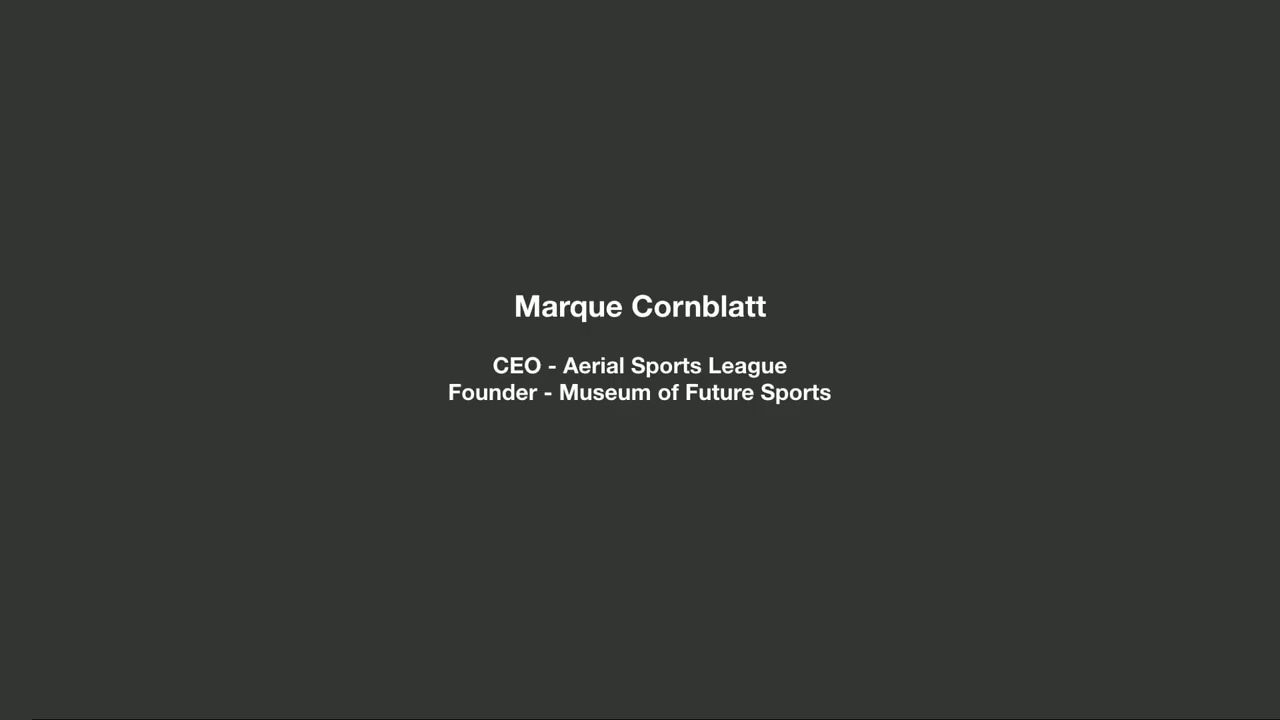 Marque Cornblatt
CEO - Aerial Sports League
Founder - Museum of Future Sports